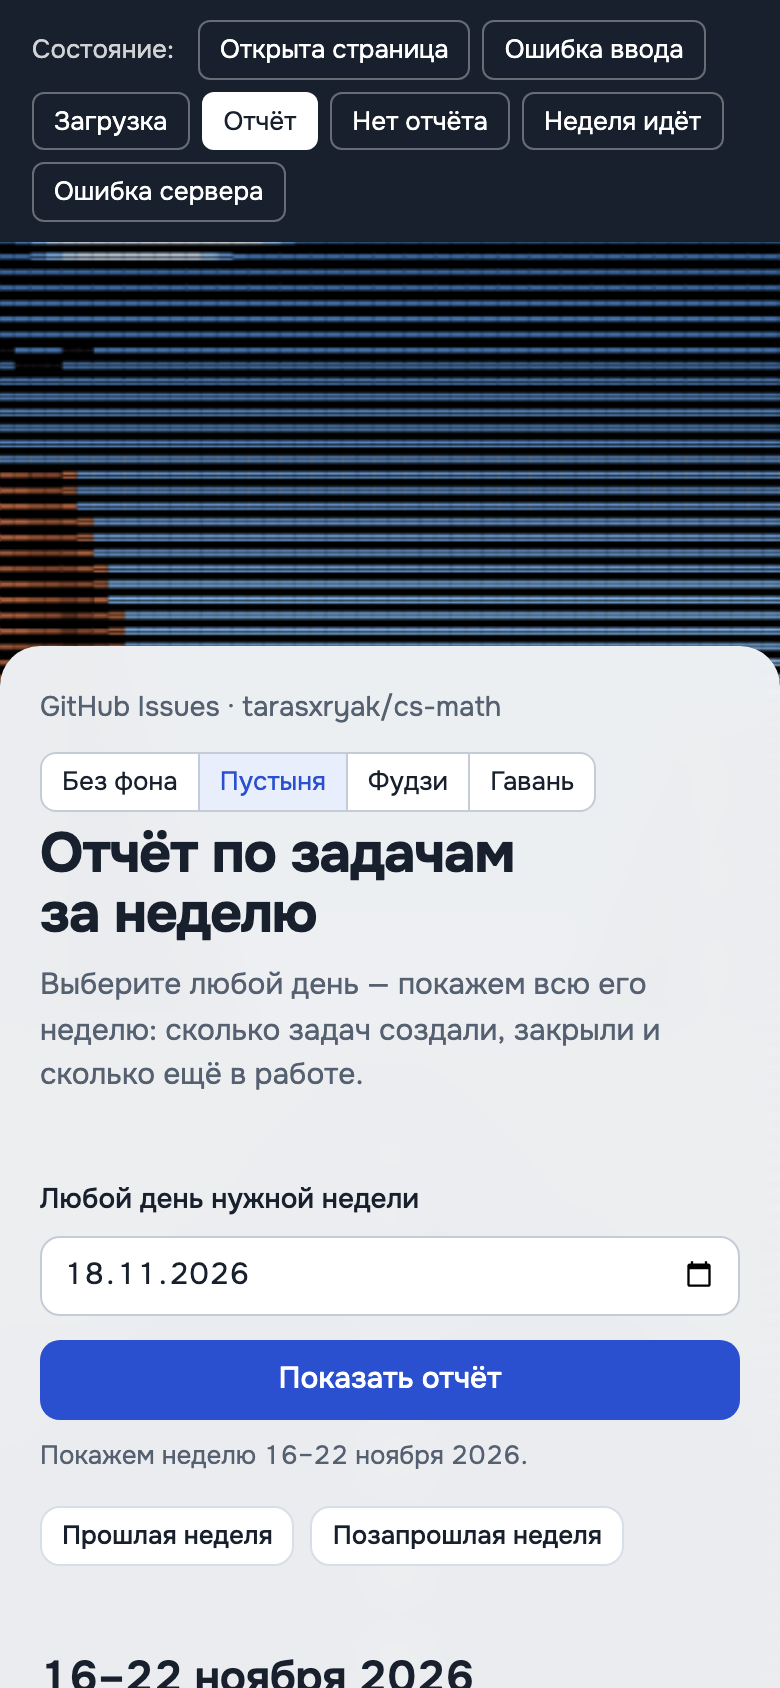 Состояние: Открыта страница Ошибка ввода
Загрузка Отчёт Нет отчёта Неделя идёт
Ошибка сервера
GitHub Issues · tarasxryak/cs-math
Без фона Пустыня Фудзи Гавань
Отчёт по задачам
за неделю
Выберите любой день — покажем всю его
неделю: сколько задач создали, закрыли и
сколько ещё в работе.
Любой день нужной недели
18.11.2026
Показать отчёт
Покажем неделю 16–22 ноября 2026.
Прошлая неделя Позапрошлая неделя
16–22 ноября 2026